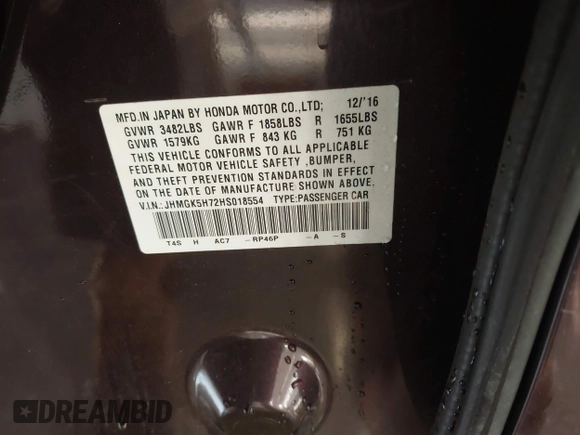 MFD.IN JAPAN BY HONDA MOTOR CO.,LTD; 12/'16
GVWR 3482LBS GAWR F 1858LBS R 1655LBS
GVWR 1579KG GAWR F 843 KG R 751 KG
THIS VEHICLE CONFORMS TO ALL APPLICABLE
FEDERAL MOTOR VEHICLE SAFETY ,BUMPER,
AND THEFT PREVENTION STANDARDS IN EFFECT
ON THE DATE OF MANUFACTURE SHOWN ABOVE.
V.I.N.: JHMGK5H72HS018554 TYPE:PASSENGER CAR
T4S H AC7 -RP46P -A -S
DREAMBID